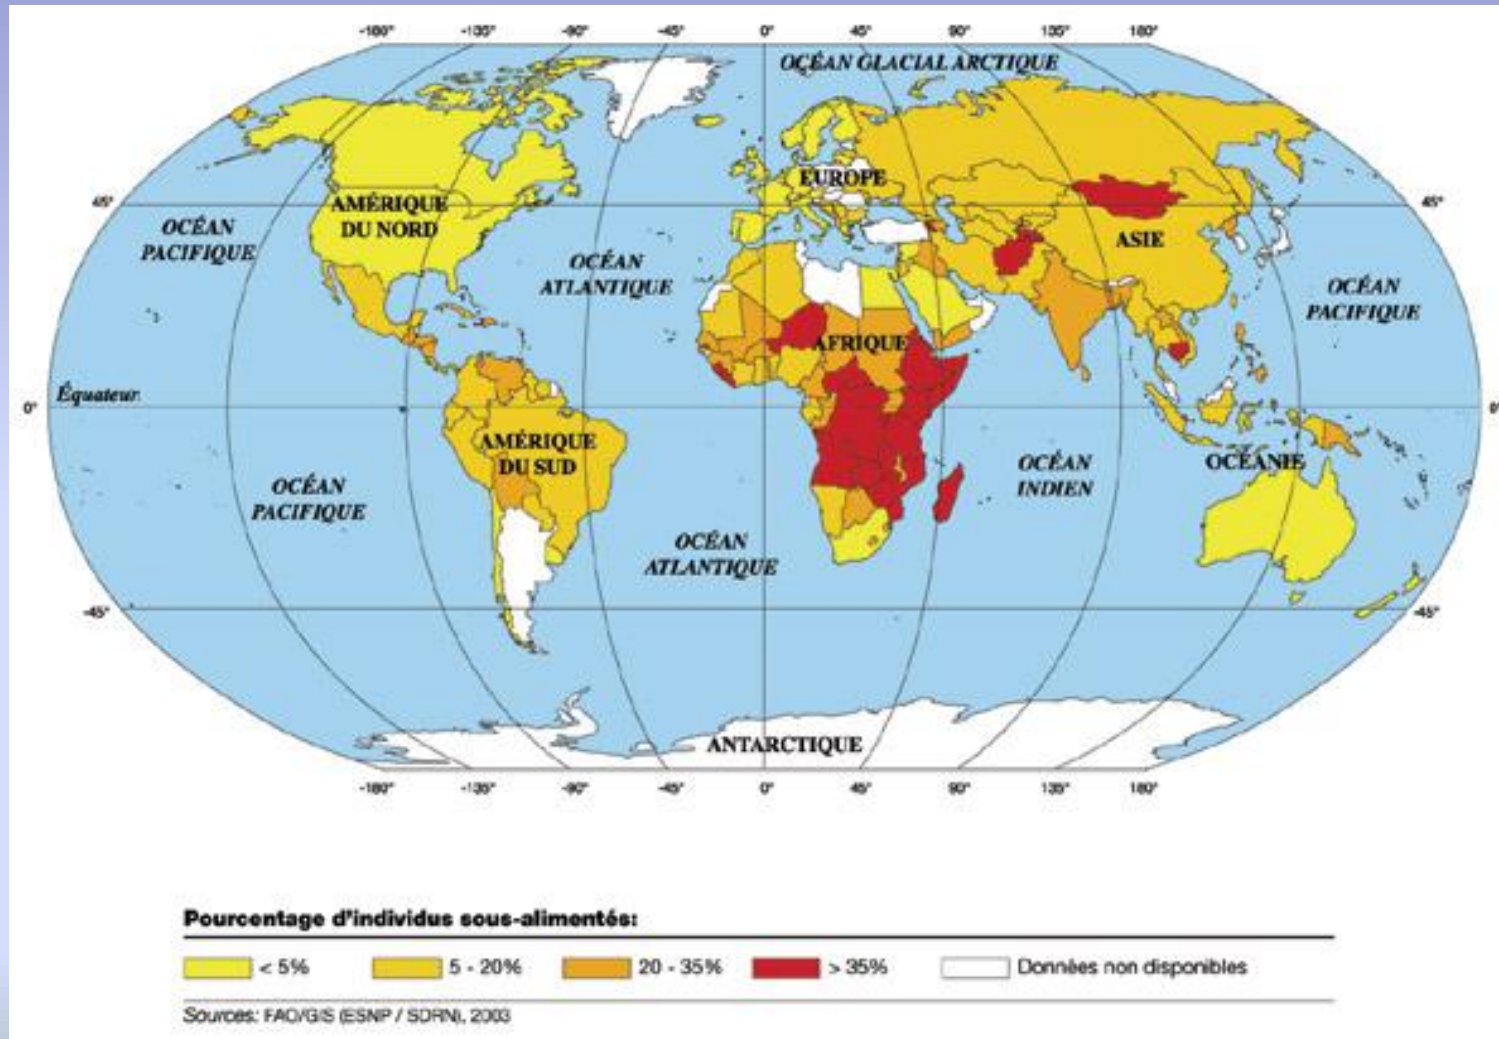 -180° -135° -90° -45° 0° 45° 90° 135° 180°
OCÉAN GLACIAL ARCTIQUE
EUROPE
45° 45°
AMÉRIQUE
DU NORD
OCÉAN
PACIFIQUE
ASIE
OCÉAN
ATLANTIQUE
OCÉAN
PACIFIQUE
AFRIQUE
Équateur
0° 0°
AMÉRIQUE
DU SUD
OCÉANIE
OCÉAN
INDIEN
OCÉAN
PACIFIQUE
OCÉAN
ATLANTIQUE
-45° -45°
ANTARCTIQUE
-180° -135° -90° -45° 0° 45° 90° 135° 180°
Pourcentage d'individus sous-alimentés:
< 5% 5 - 20% 20 - 35% > 35% Données non disponibles
Sources: FAO/GIS (ESNP / SDRN), 2003